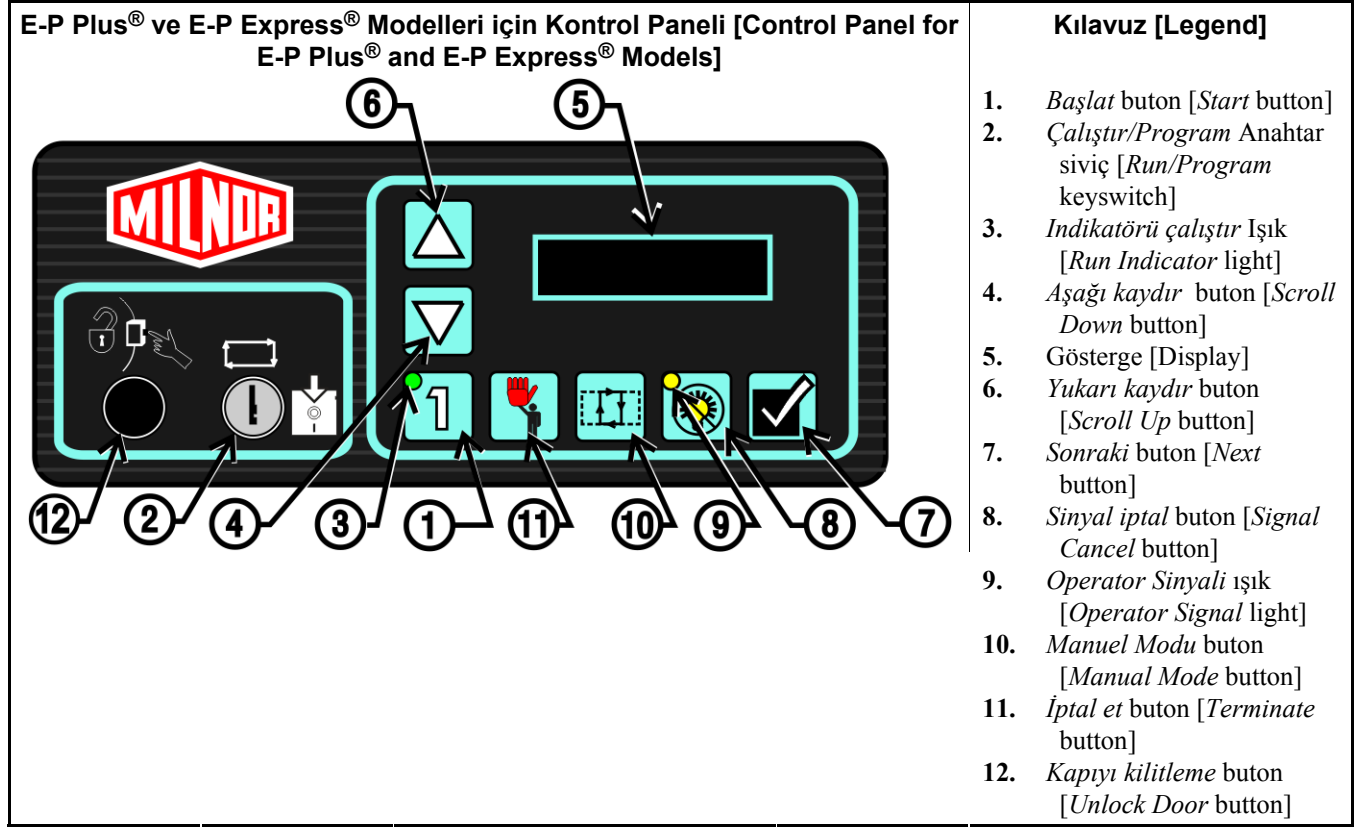 E-P Plus® ve E-P Express® Modelleri için Kontrol Paneli [Control Panel for
E-P Plus® and E-P Express® Models]
6
5
MILNOR
1
12
2
4
3
1
11
10
9
8
7
Kılavuz [Legend]
1. Başlat buton [Start button]
2. Çalıştır/Program Anahtar
siviç [Run/Program
keyswitch]
3. Indikatörü çalıştır Işık
[Run Indicator light]
4. Aşağı kaydır buton [Scroll
Down button]
5. Gösterge [Display]
6. Yukarı kaydır buton
[Scroll Up button]
7. Sonraki buton [Next
button]
8. Sinyal iptal buton [Signal
Cancel button]
9. Operator Sinyali ışık
[Operator Signal light]
10. Manuel Modu buton
[Manual Mode button]
11. İptal et buton [Terminate
button]
12. Kapıyı kilitleme buton
[Unlock Door button]